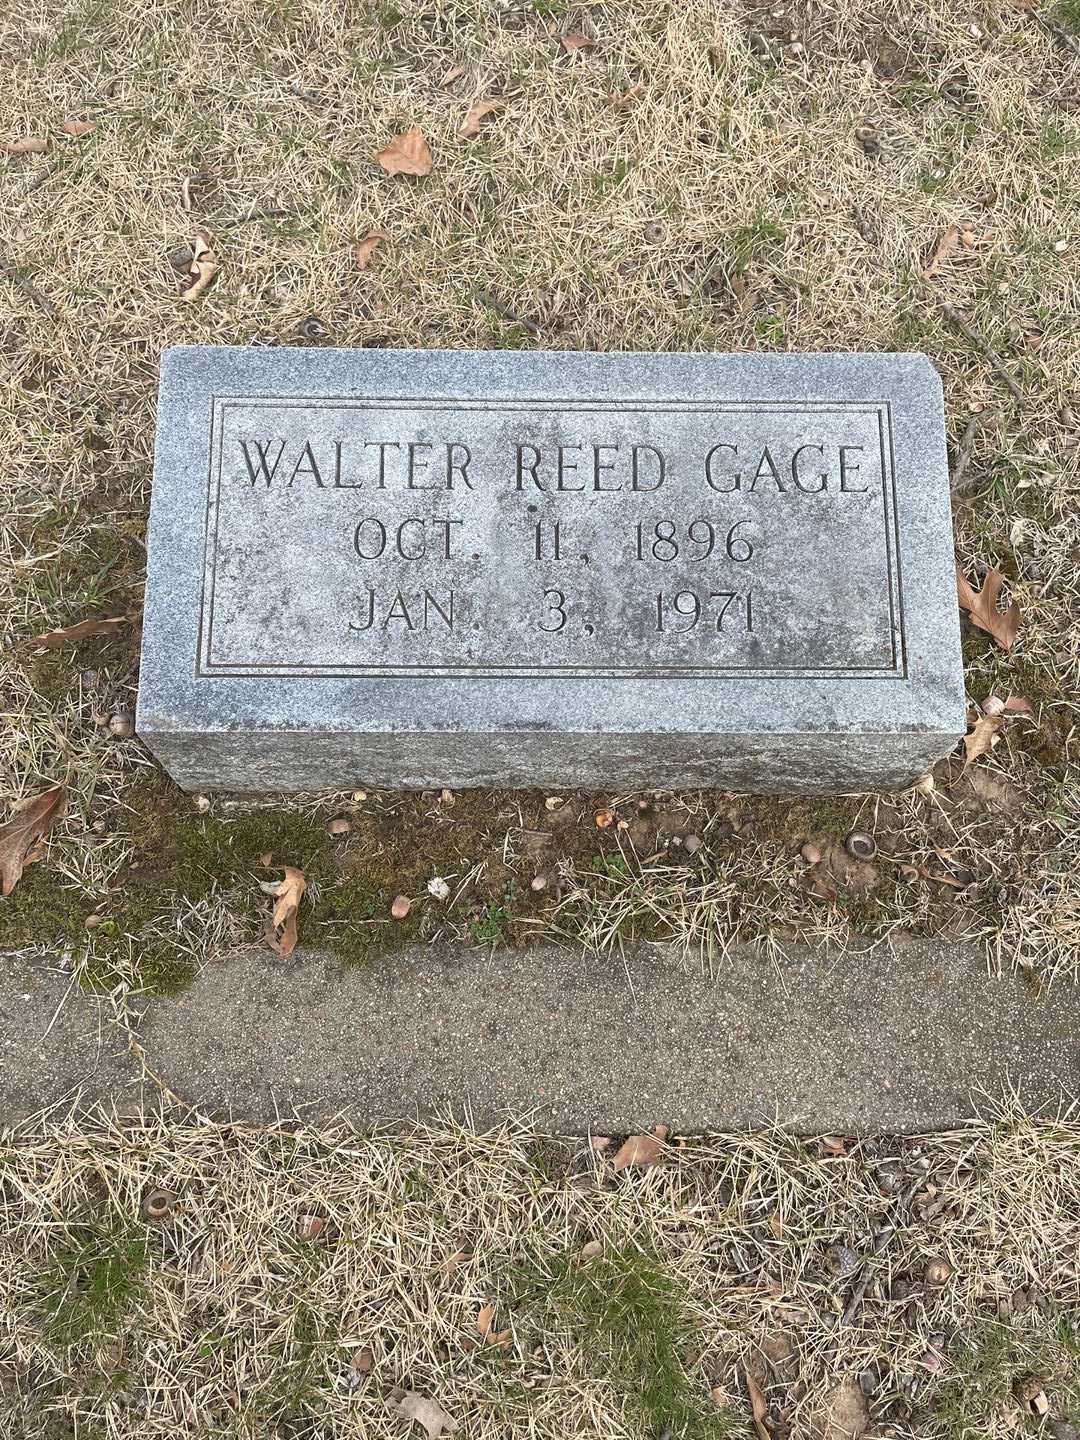 WALTER REED GAGE
OCT. 11, 1896
JAN. 3, 1971